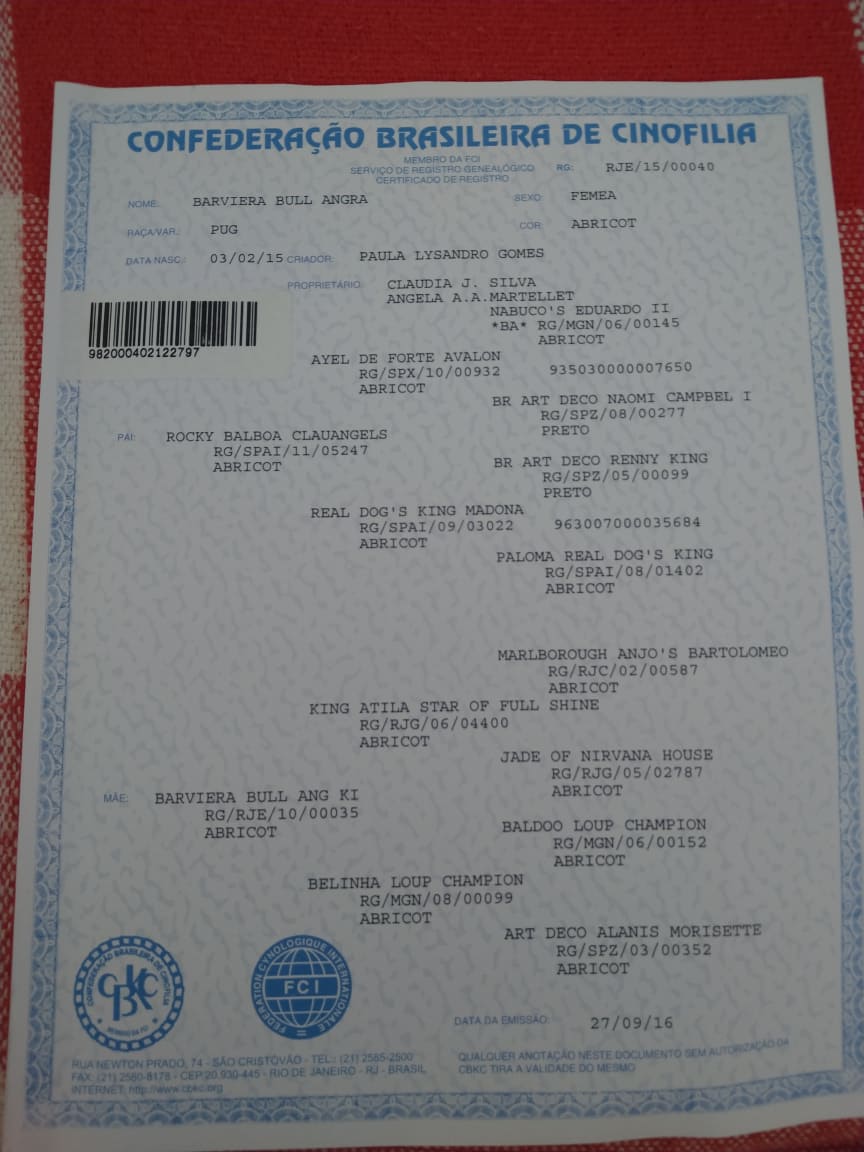 CONFEDERAÇÃO BRASILEIRA DE CINOFILIA
MEMBRO DA FCI
SERVIÇO DE REGISTRO GENEALÓGICO
CERTIFICADO DE REGISTRO
RG: RJE/15/00040
NOME: BARVIERA BULL ANGRA
SEXO: FEMEA
RAÇA/VAR.: PUG
COR: ABRICOT
DATA NASC.: 03/02/15 CRIADOR: PAULA LYSANDRO GOMES
PROPRIETÁRIO: CLAUDIA J. SILVA
ANGELA A.A.MARTELLET
NABUCO'S EDUARDO II
*BA* RG/MGN/06/00145
ABRICOT
982000402122797
AYEL DE FORTE AVALON
RG/SPX/10/00932 935030000007650
ABRICOT
BR ART DECO NAOMI CAMPBEL I
RG/SPZ/08/00277
PRETO
PAI: ROCKY BALBOA CLAUANGELS
RG/SPAI/11/05247
ABRICOT
BR ART DECO RENNY KING
RG/SPZ/05/00099
PRETO
REAL DOG'S KING MADONA
RG/SPAI/09/03022 963007000035684
ABRICOT
PALOMA REAL DOG'S KING
RG/SPAI/08/01402
ABRICOT
MARLBOROUGH ANJO'S BARTOLOMEO
RG/RJC/02/00587
ABRICOT
KING ATILA STAR OF FULL SHINE
RG/RJG/06/04400
ABRICOT
JADE OF NIRVANA HOUSE
RG/RJG/05/02787
ABRICOT
MÃE: BARVIERA BULL ANG KI
RG/RJE/10/00035
ABRICOT
BALDOO LOUP CHAMPION
RG/MGN/06/00152
ABRICOT
BELINHA LOUP CHAMPION
RG/MGN/08/00099
ABRICOT
ART DECO ALANIS MORISETTE
RG/SPZ/03/00352
ABRICOT
CONFEDERAÇÃO BRASILEIRA DE CINOFILIA
CBKC
MEMBRO DA FCI
FEDERATION CYNOLOGIQUE INTERNATIONALE
FCI
DATA DA EMISSÃO: 27/09/16
RUA NEWTON PRADO, 74 - SÃO CRISTOVÃO - TEL.: (21) 2585-2500
FAX: (21) 2580-8178 - CEP 20.930-445 - RIO DE JANEIRO - RJ - BRASIL
INTERNET: http://www.cbkc.org
QUALQUER ANOTAÇÃO NESTE DOCUMENTO SEM AUTORIZAÇÃO DA
CBKC TIRA A VALIDADE DO MESMO